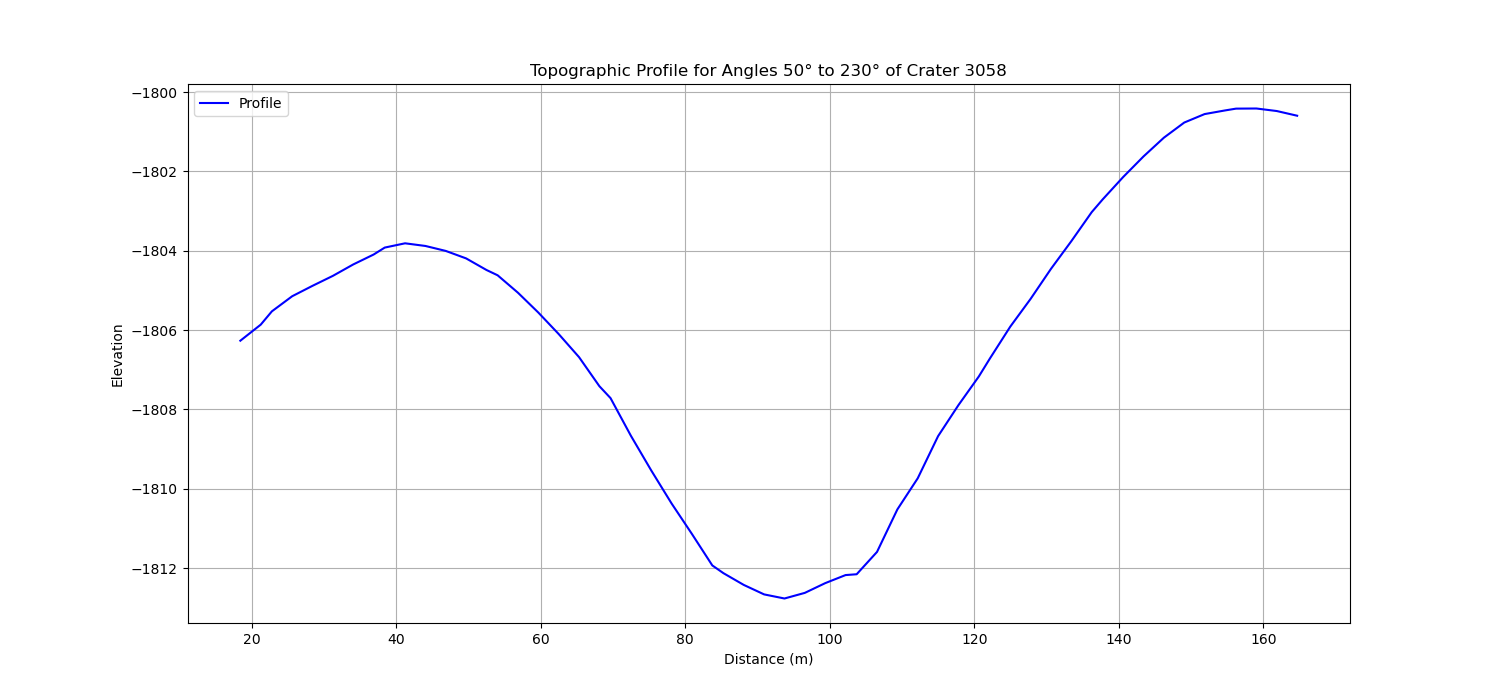 Topographic Profile for Angles 50° to 230° of Crater 3058
Profile
−1800
−1802
−1804
−1806
−1808
−1810
−1812
Elevation
20 40 60 80 100 120 140 160
Distance (m)